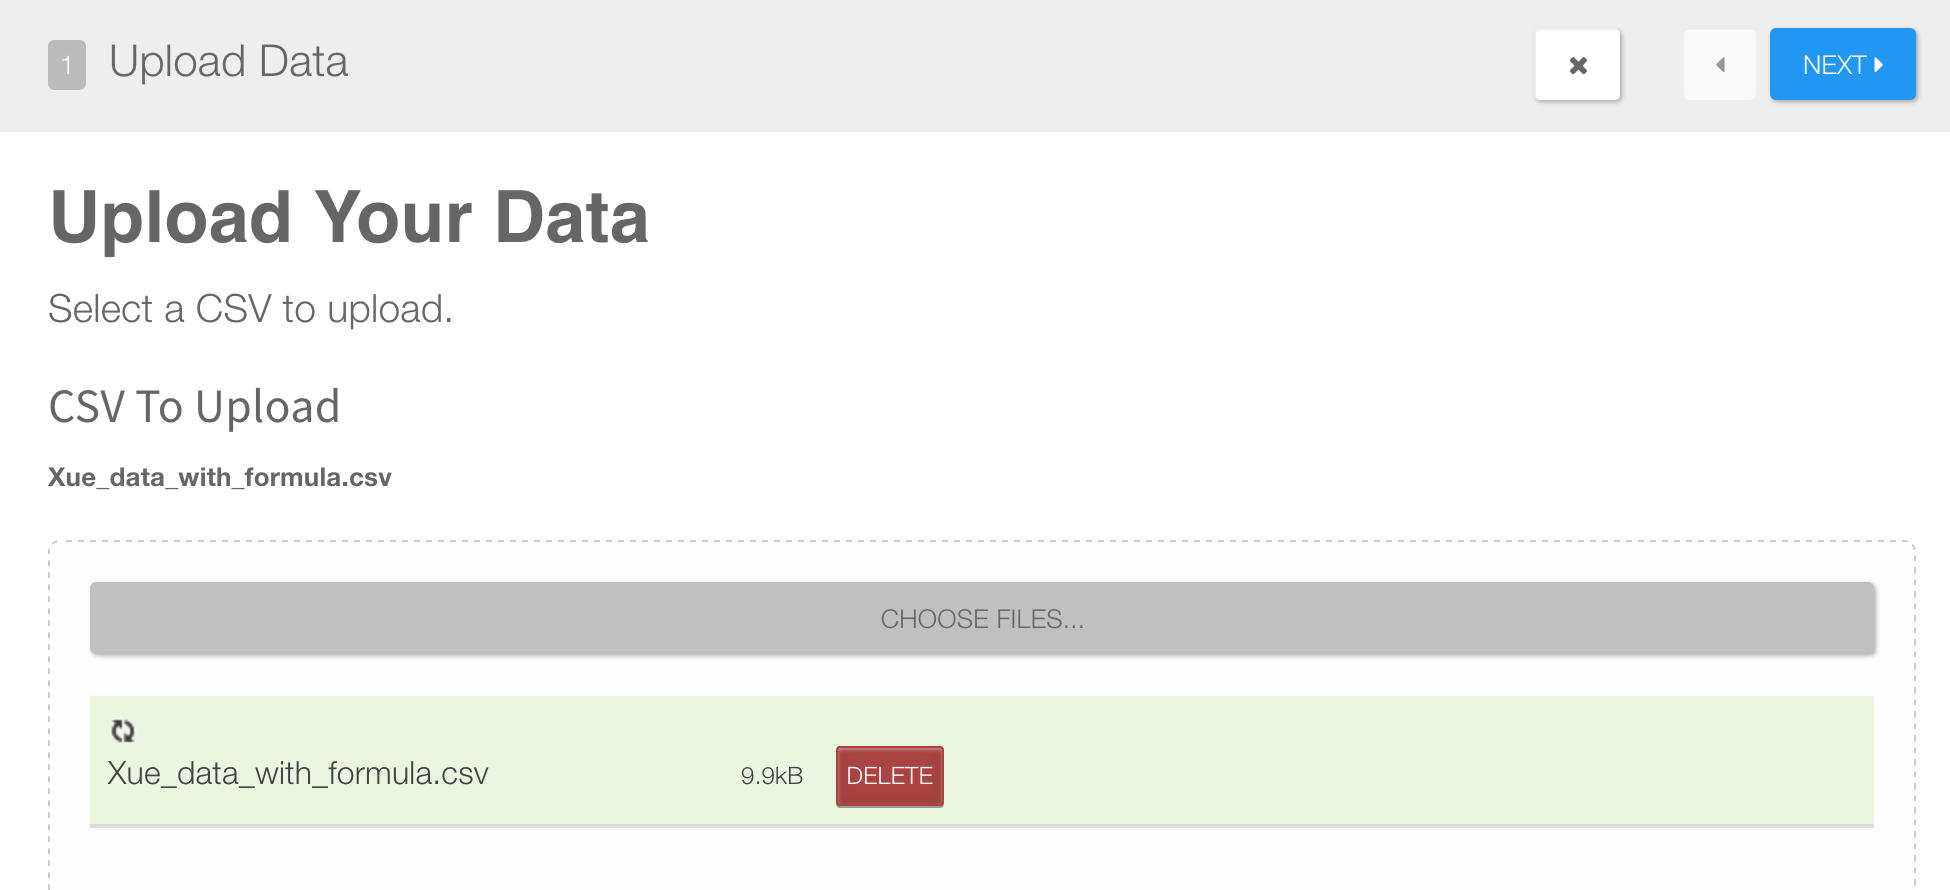 1 Upload Data
NEXT
Upload Your Data
Select a CSV to upload.
CSV To Upload
Xue_data_with_formula.csv
CHOOSE FILES...
Xue_data_with_formula.csv 9.9kB DELETE